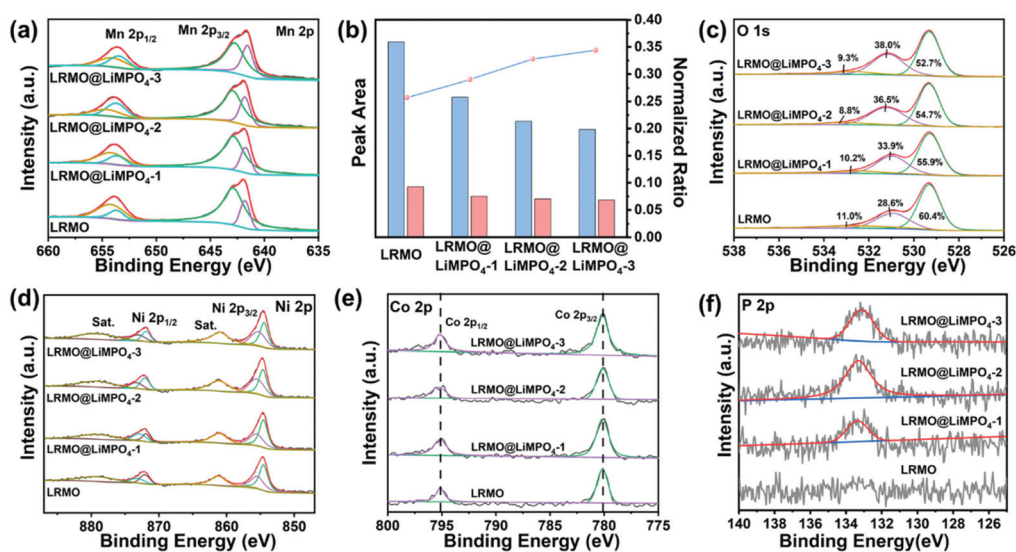 (a)
Mn 2p₁/₂
Mn 2p₃/₂
Mn 2p
LRMO@LiMPO₄-3
LRMO@LiMPO₄-2
LRMO@LiMPO₄-1
LRMO
Intensity (a.u.)
660 655 650 645 640 635
Binding Energy (eV)
(b)
Peak Area
Normalized Ratio
0.40
0.35
0.30
0.25
0.20
0.15
0.10
0.05
0.00
LRMO
LRMO@
LiMPO₄-1
LRMO@
LiMPO₄-2
LRMO@
LiMPO₄-3
(c)
O 1s
LRMO@LiMPO₄-3
9.3%
38.0%
52.7%
LRMO@LiMPO₄-2
8.8%
36.5%
54.7%
LRMO@LiMPO₄-1
10.2%
33.9%
55.9%
LRMO
11.0%
28.6%
60.4%
Intensity (a.u.)
538 536 534 532 530 528 526
Binding Energy (eV)
(d)
Sat.
Ni 2p₁/₂
Sat.
Ni 2p₃/₂
Ni 2p
LRMO@LiMPO₄-3
LRMO@LiMPO₄-2
LRMO@LiMPO₄-1
LRMO
Intensity (a.u.)
880 870 860 850
Binding Energy (eV)
(e)
Co 2p
Co 2p₁/₂
Co 2p₃/₂
LRMO@LiMPO₄-3
LRMO@LiMPO₄-2
LRMO@LiMPO₄-1
LRMO
Intensity (a.u.)
800 795 790 785 780 775
Binding Energy (eV)
(f)
P 2p
LRMO@LiMPO₄-3
LRMO@LiMPO₄-2
LRMO@LiMPO₄-1
LRMO
Intensity (a.u.)
140 138 136 134 132 130 128 126
Binding Energy(eV)